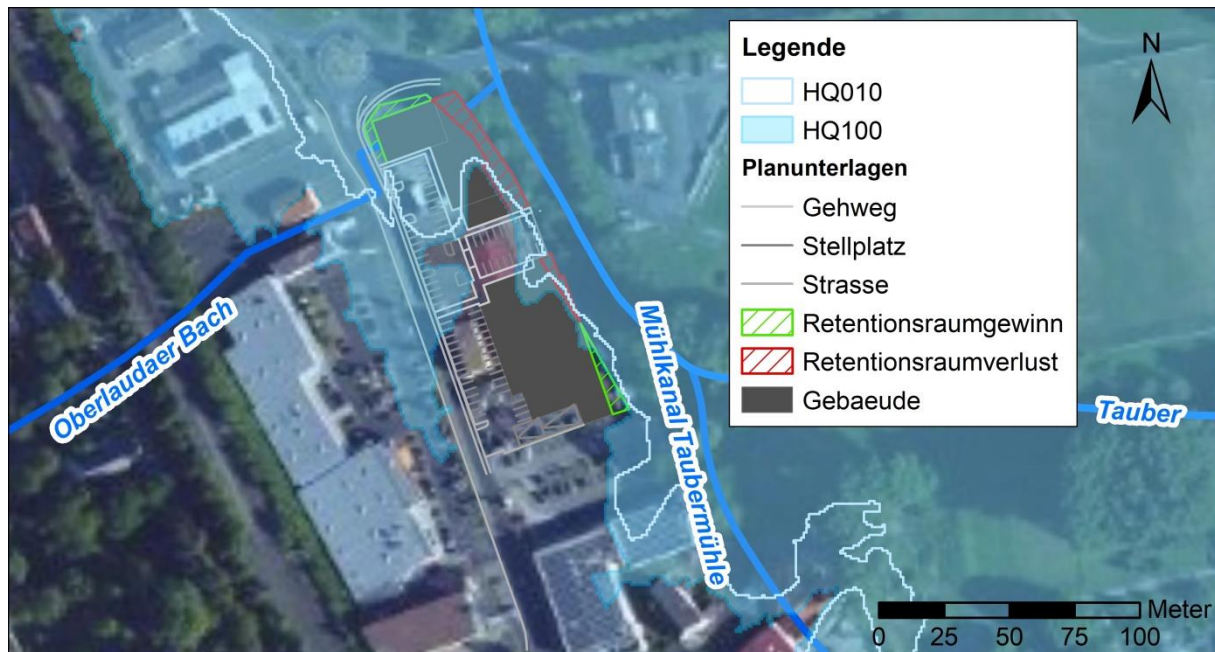 Legende
HQ010
HQ100
Planunterlagen
Gehweg
Stellplatz
Strasse
Retentionsraumgewinn
Retentionsraumverlust
Gebaeude
N
Oberlaudaer Bach
Mühlkanal Taubermühle
Tauber
Meter
0 25 50 75 100